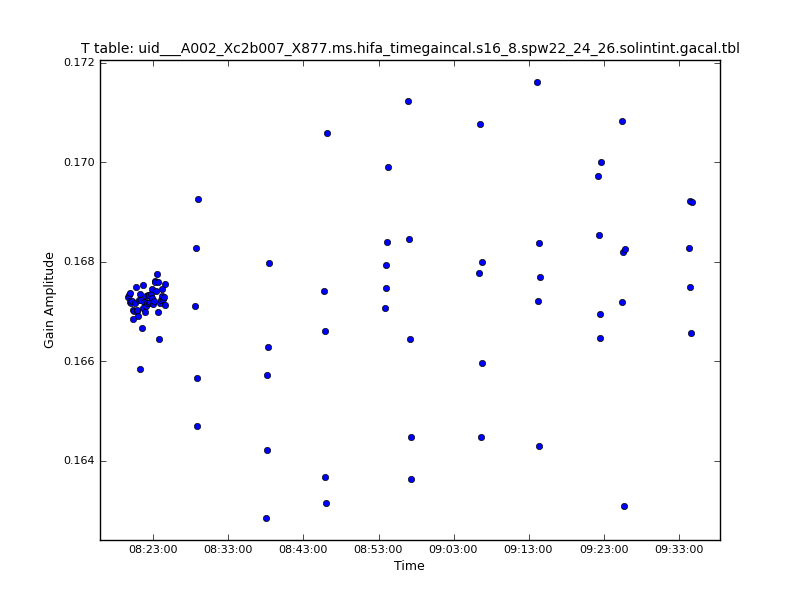 T table: uid___A002_Xc2b007_X877.ms.hifa_timegaincal.s16_8.spw22_24_26.solintint.gacal.tbl
0.172
0.170
0.168
0.166
0.164
Gain Amplitude
08:23:00 08:33:00 08:43:00 08:53:00 09:03:00 09:13:00 09:23:00 09:33:00
Time